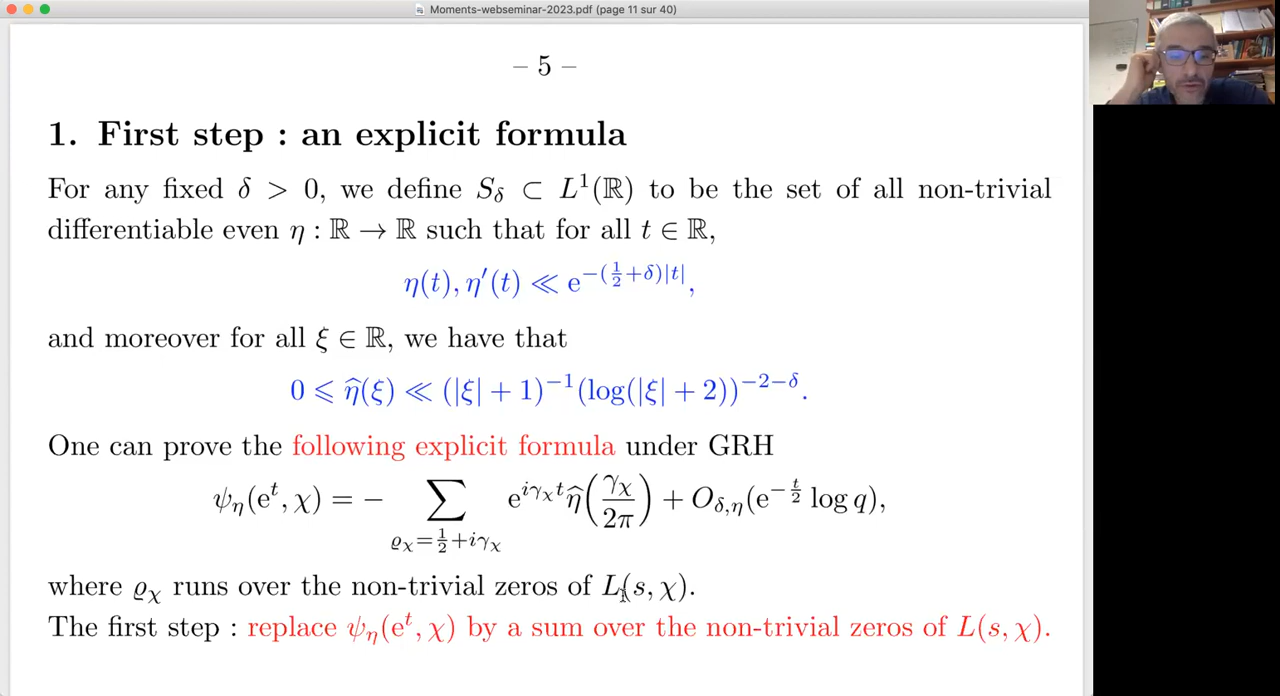 Moments-webseminar-2023.pdf (page 11 sur 40)
– 5 –
1. First step : an explicit formula
For any fixed δ > 0, we define S_δ ⊂ L¹(ℝ) to be the set of all non-trivial
differentiable even η : ℝ → ℝ such that for all t ∈ ℝ,
η(t), η′(t) ≪ e^{−(1/2+δ)|t|},
and moreover for all ξ ∈ ℝ, we have that
0 ⩽ η̂(ξ) ≪ (|ξ| + 1)^{−1}(log(|ξ| + 2))^{−2−δ}.
One can prove the following explicit formula under GRH
ψ_η(e^t, χ) = − ∑_{ϱ_χ=1/2+iγ_χ} e^{iγ_χ t} η̂(γ_χ/2π) + O_{δ,η}(e^{−t/2} log q),
where ϱ_χ runs over the non-trivial zeros of L(s, χ).
The first step : replace ψ_η(e^t, χ) by a sum over the non-trivial zeros of L(s, χ).